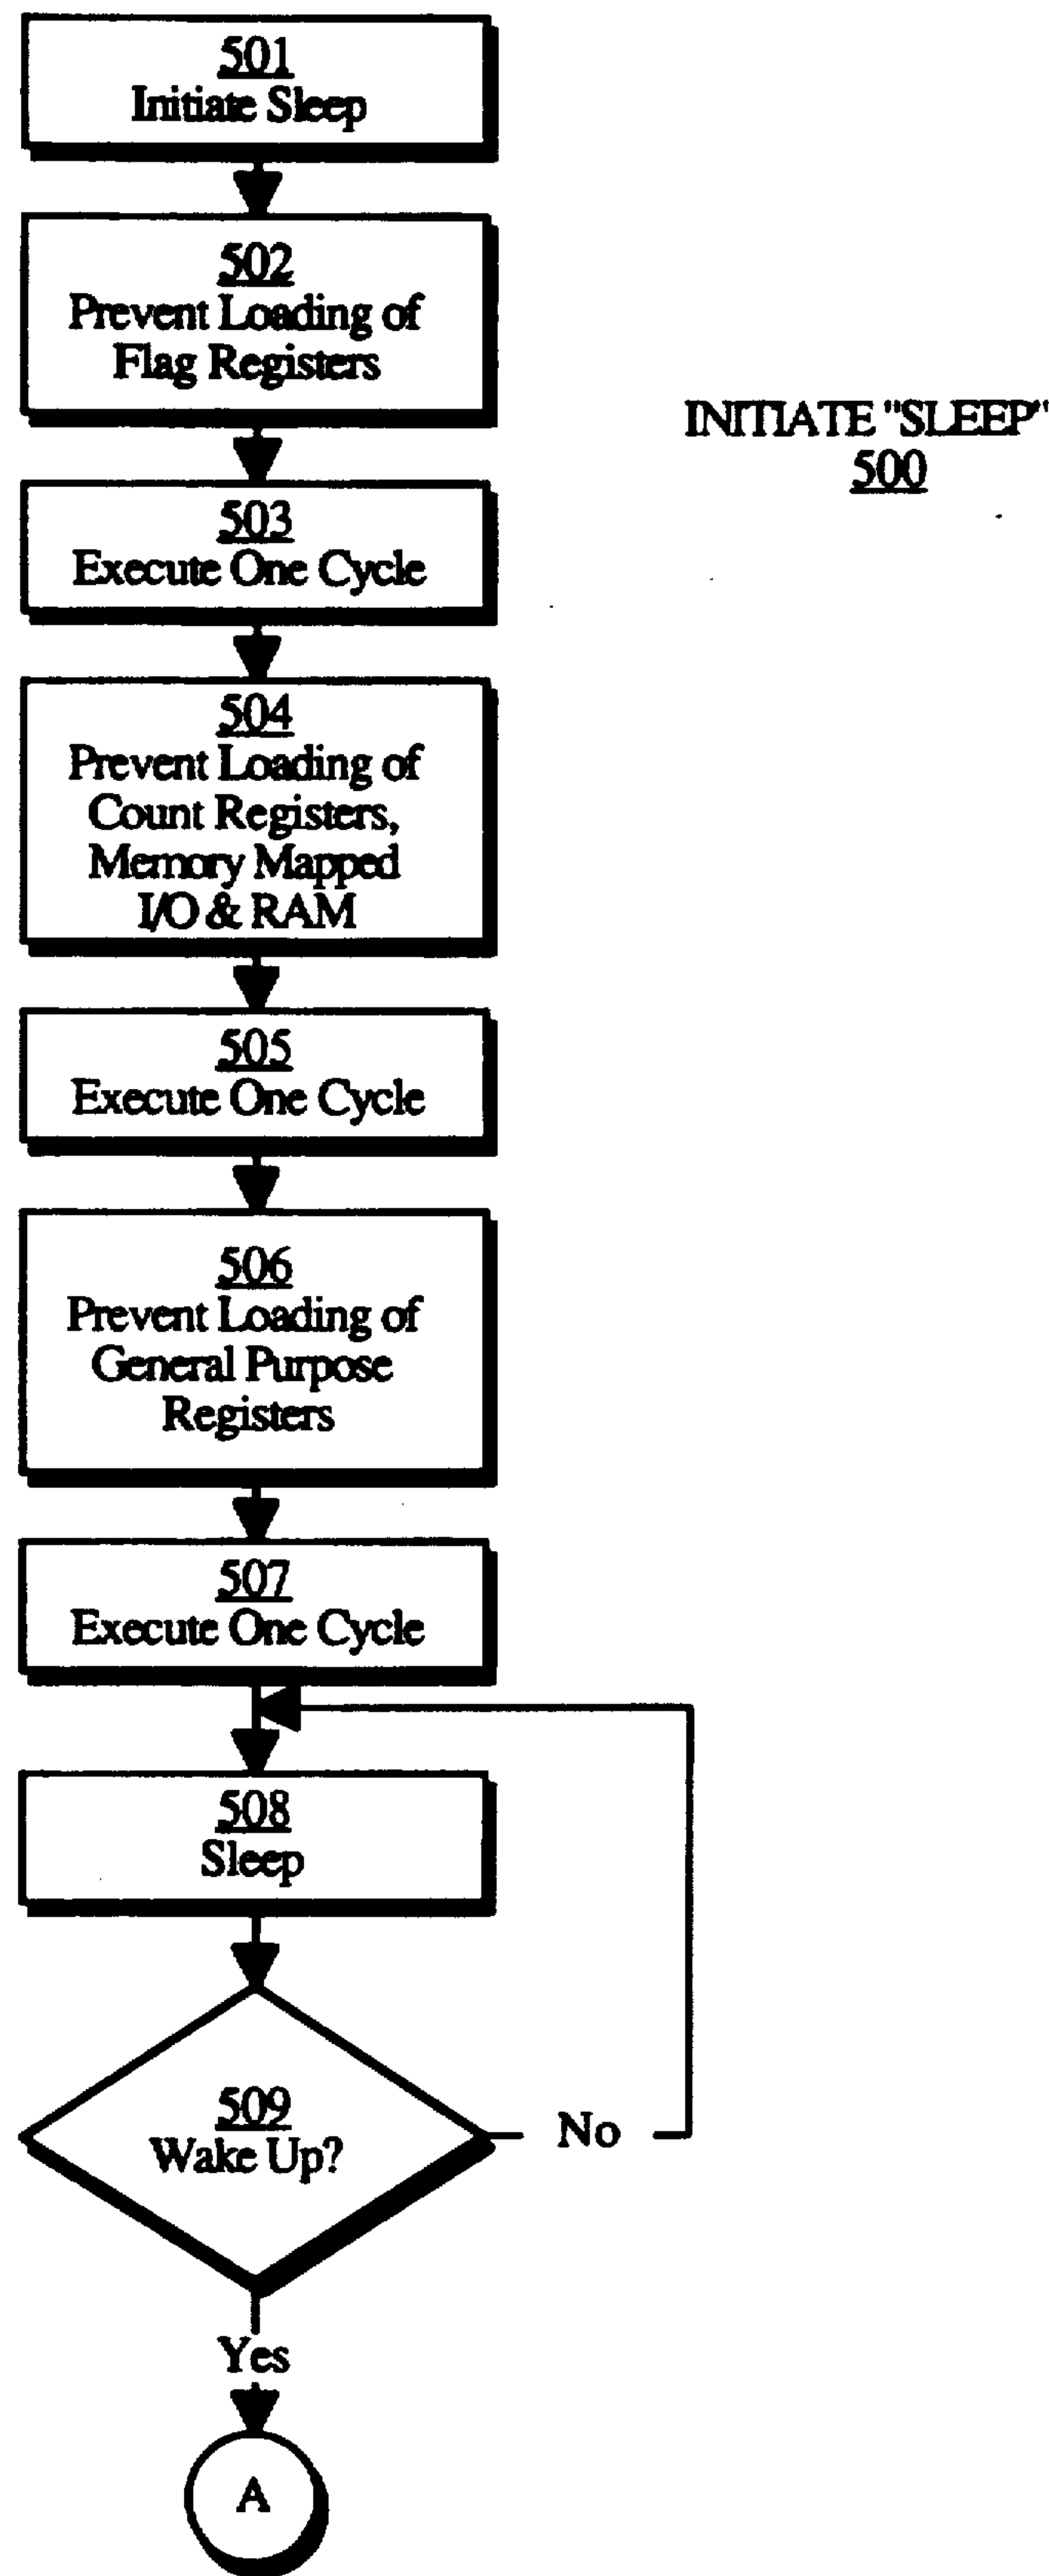 501
Initiate Sleep
502
Prevent Loading of
Flag Registers
INITIATE "SLEEP"
500
503
Execute One Cycle
504
Prevent Loading of
Count Registers,
Memory Mapped
I/O & RAM
505
Execute One Cycle
506
Prevent Loading of
General Purpose
Registers
507
Execute One Cycle
508
Sleep
509
Wake Up?
No
Yes
A